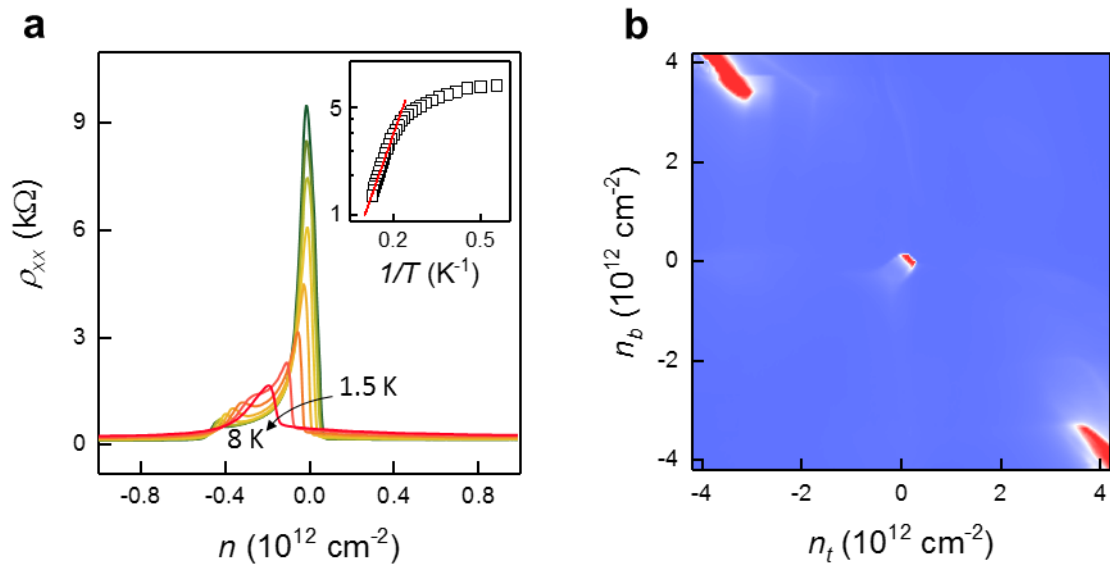 a
ρxx (kΩ)
9
6
3
0
5
1
0.2
0.5
1/T (K-1)
1.5 K
8 K
-0.8
-0.4
0.0
0.4
0.8
n (10¹² cm-2)
b
nb (10¹² cm-2)
4
2
0
-2
-4
-4
-2
0
2
4
nt (10¹² cm-2)